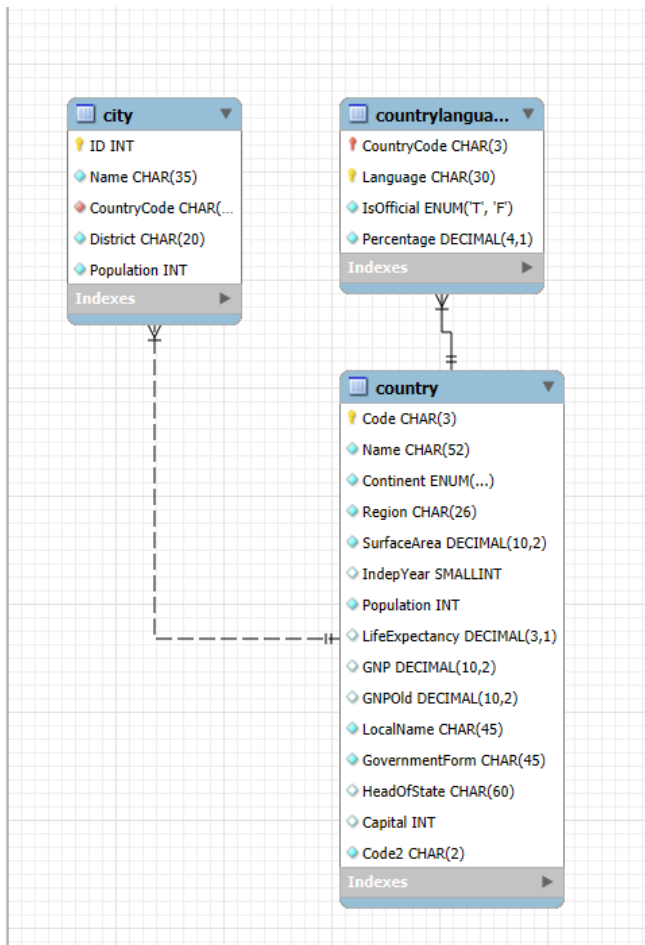 city
ID INT
Name CHAR(35)
CountryCode CHAR(...
District CHAR(20)
Population INT
Indexes
countrylangua...
CountryCode CHAR(3)
Language CHAR(30)
IsOfficial ENUM('T', 'F')
Percentage DECIMAL(4,1)
Indexes
country
Code CHAR(3)
Name CHAR(52)
Continent ENUM(...)
Region CHAR(26)
SurfaceArea DECIMAL(10,2)
IndepYear SMALLINT
Population INT
LifeExpectancy DECIMAL(3,1)
GNP DECIMAL(10,2)
GNPOld DECIMAL(10,2)
LocalName CHAR(45)
GovernmentForm CHAR(45)
HeadOfState CHAR(60)
Capital INT
Code2 CHAR(2)
Indexes